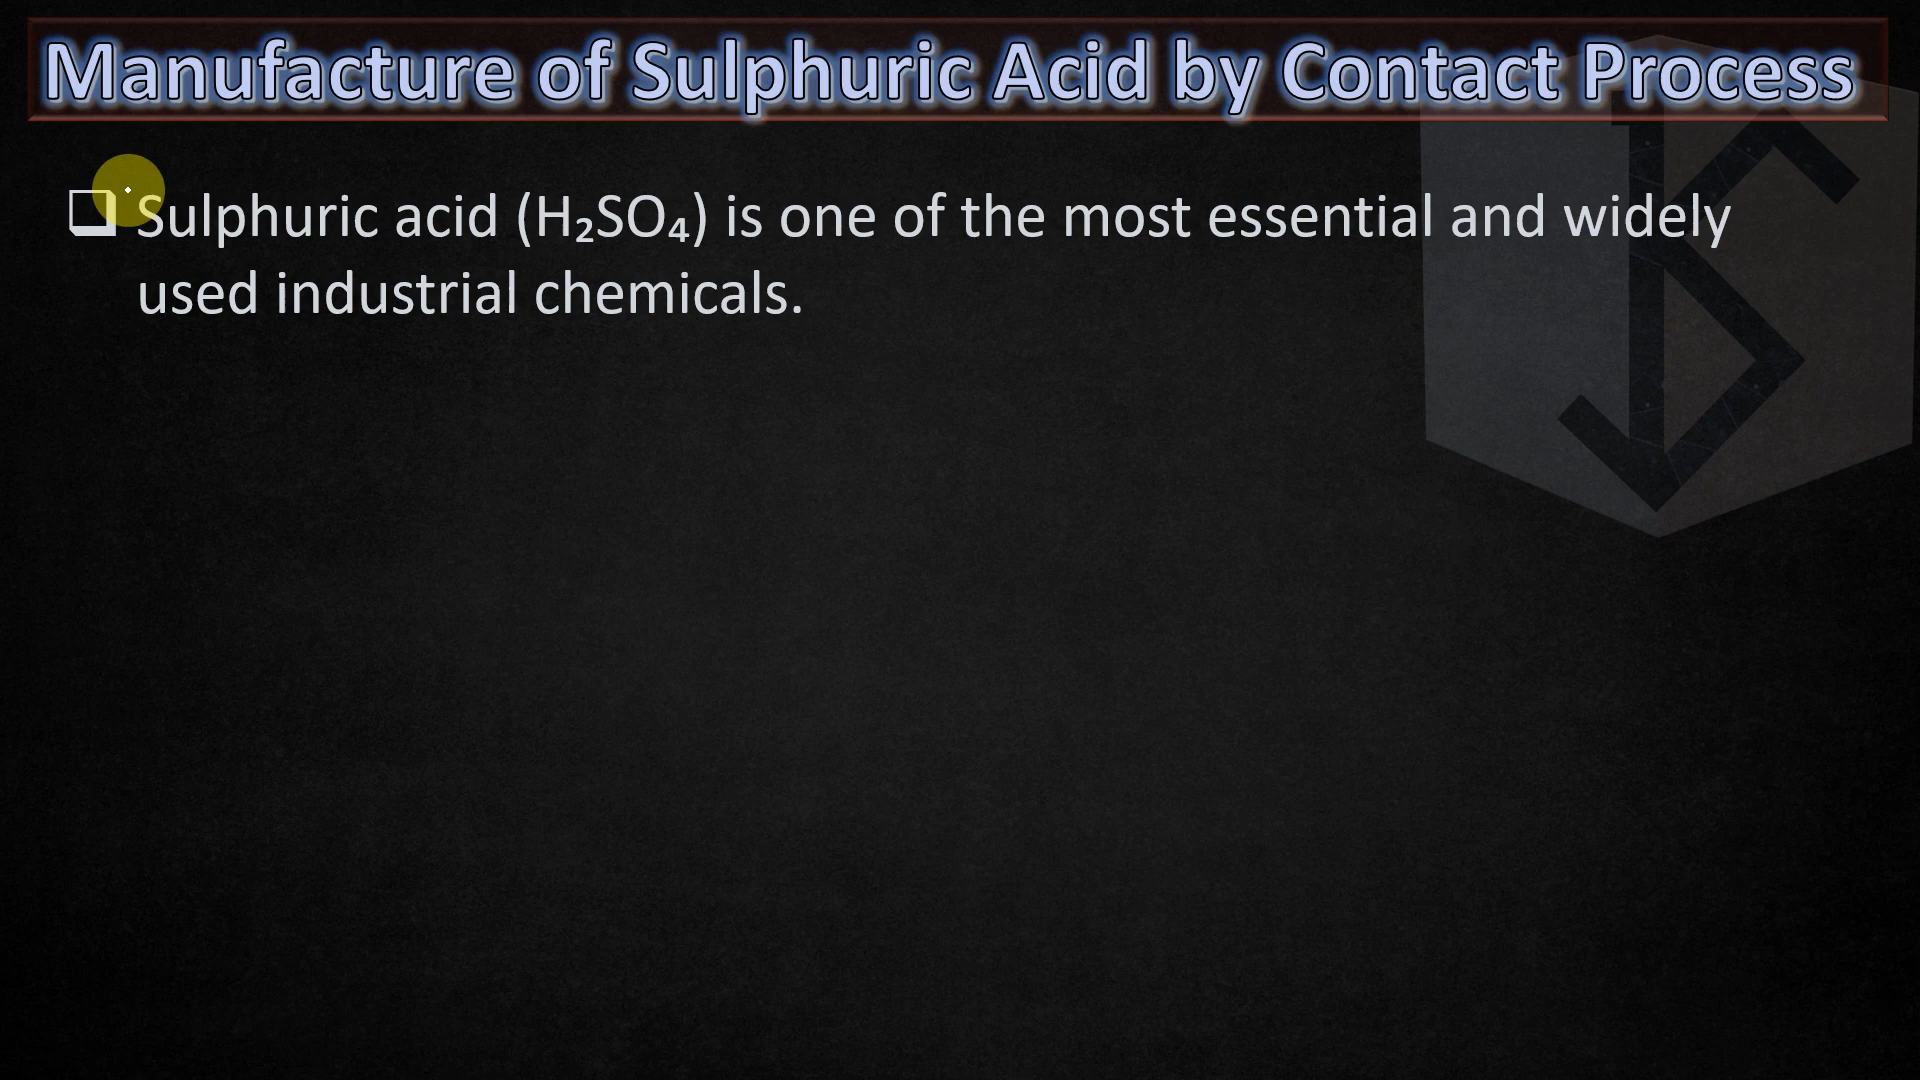 Manufacture of Sulphuric Acid by Contact Process
❑ Sulphuric acid (H₂SO₄) is one of the most essential and widely
used industrial chemicals.